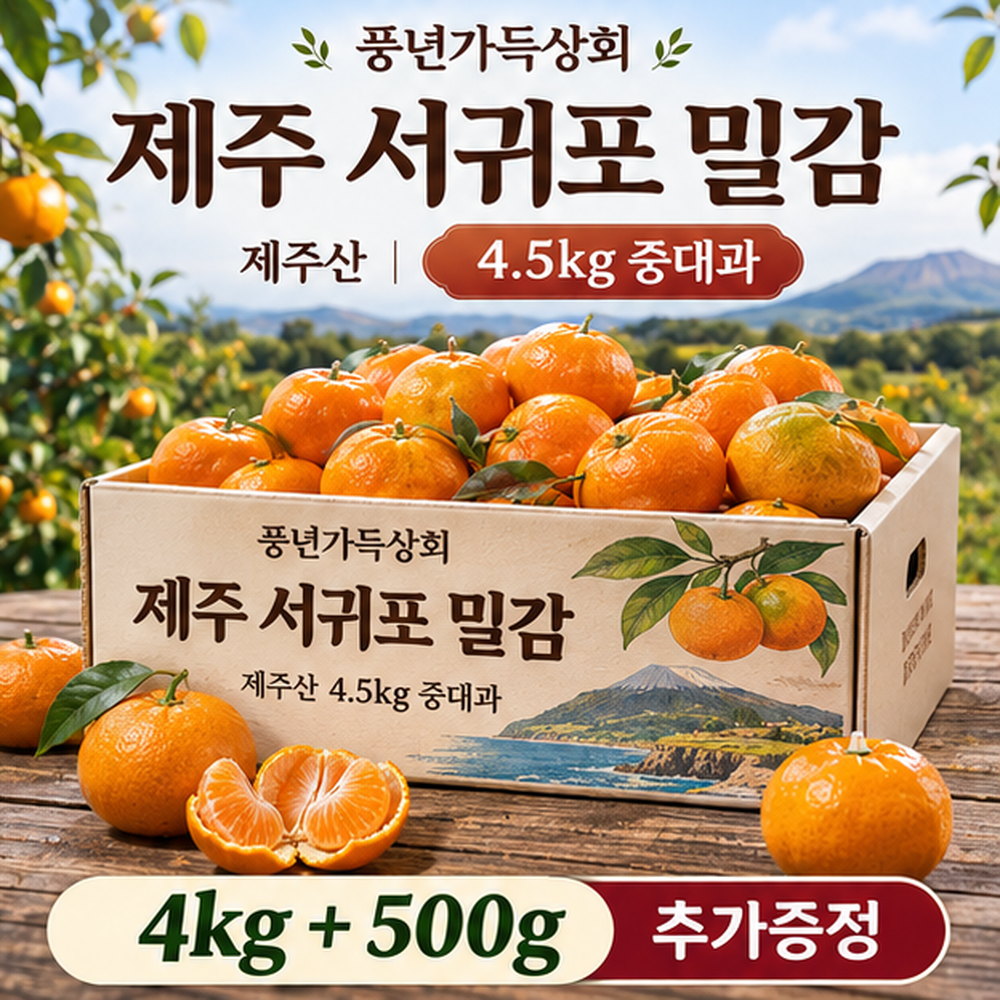 풍년가득상회
제주 서귀포 밀감
제주산 | 4.5kg 중대과
풍년가득상회
제주 서귀포 밀감
제주산 4.5kg 중대과
4kg + 500g 추가증정